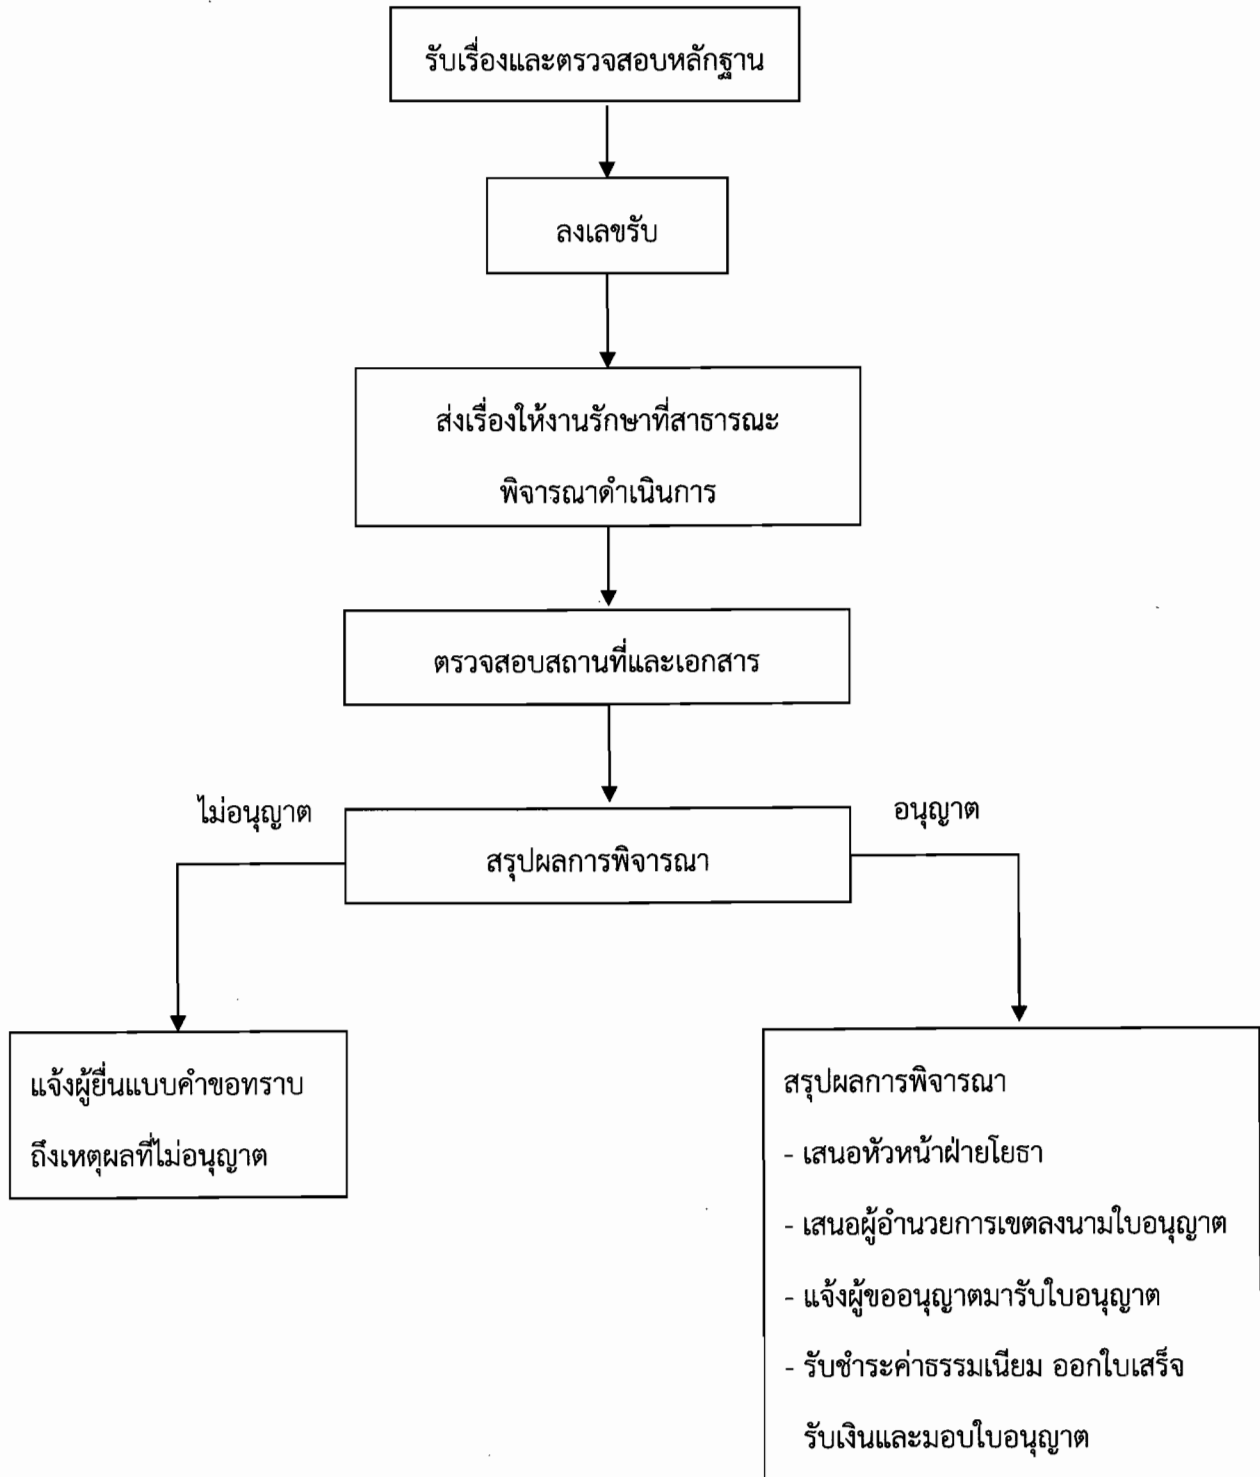 รับเรื่องและตรวจสอบหลักฐาน
ลงเลขรับ
ส่งเรื่องให้งานรักษาที่สาธารณะ
พิจารณาดำเนินการ
ตรวจสอบสถานที่และเอกสาร
ไม่อนุญาต
อนุญาต
สรุปผลการพิจารณา
แจ้งผู้ยื่นแบบคำขอทราบ
ถึงเหตุผลที่ไม่อนุญาต
สรุปผลการพิจารณา
- เสนอหัวหน้าฝ่ายโยธา
- เสนอผู้อำนวยการเขตลงนามใบอนุญาต
- แจ้งผู้ขออนุญาตมารับใบอนุญาต
- รับชำระค่าธรรมเนียม ออกใบเสร็จ
รับเงินและมอบใบอนุญาต